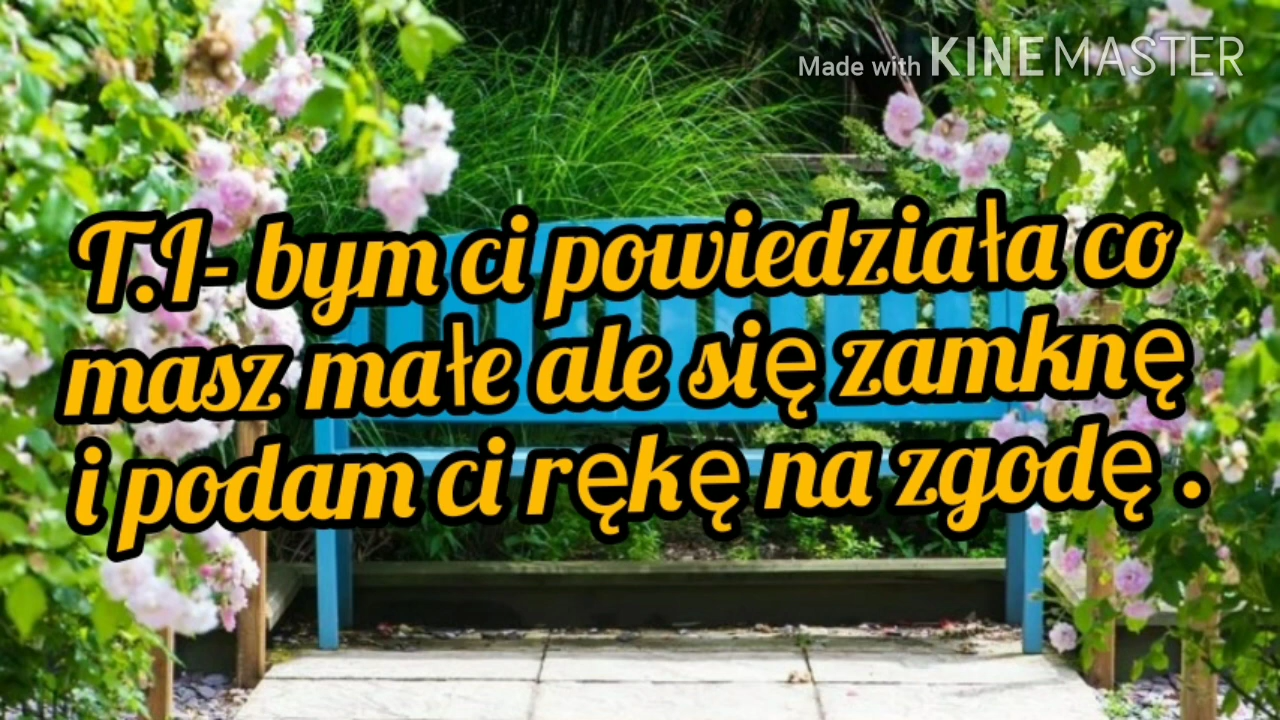 Made with KINEMASTER
T.I- bym ci powiedziała co
masz małe ale się zamknę
i podam ci rękę na zgodę .